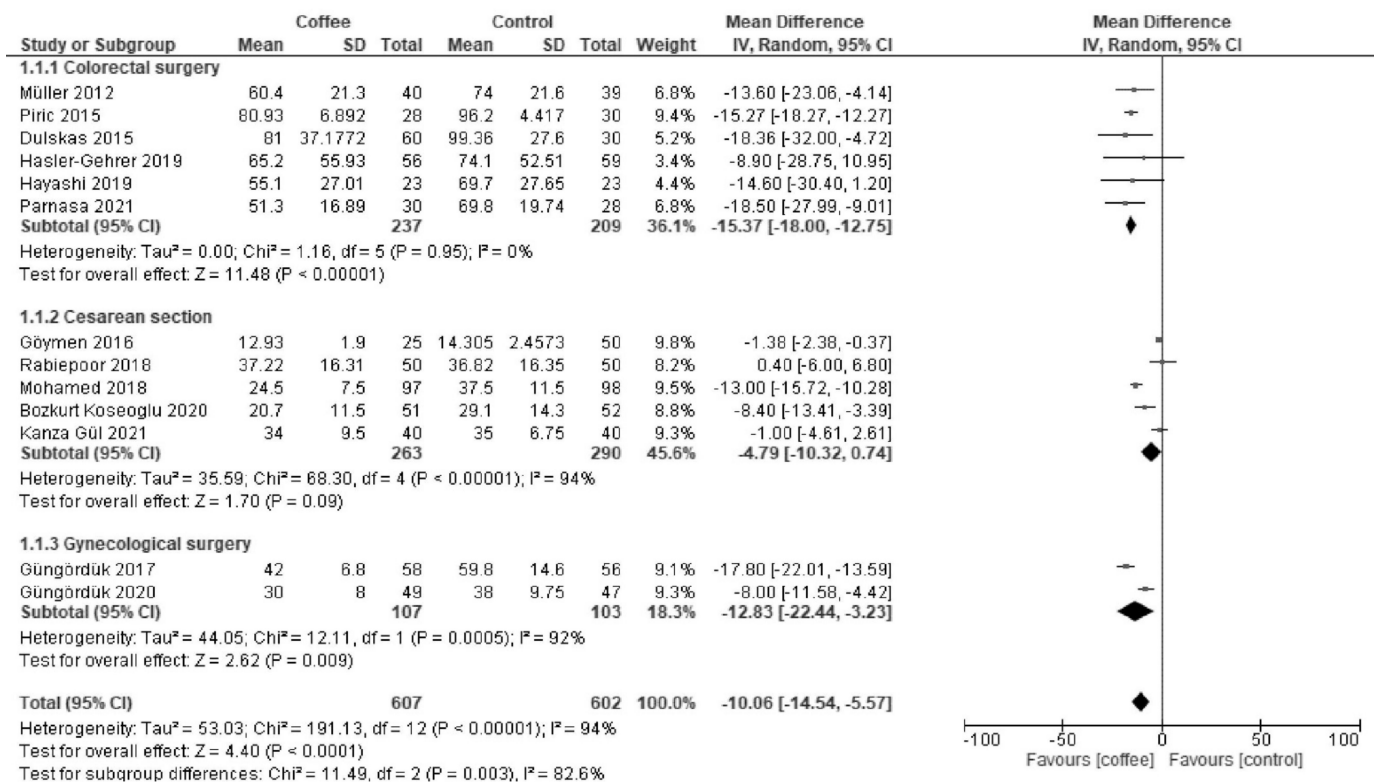 Coffee Control Mean Difference Mean Difference
Study or Subgroup Mean SD Total Mean SD Total Weight IV, Random, 95% CI IV, Random, 95% CI
1.1.1 Colorectal surgery
Müller 2012 60.4 21.3 40 74 21.6 39 6.8% -13.60 [-23.06, -4.14]
Piric 2015 80.93 6.892 28 96.2 4.417 30 9.4% -15.27 [-18.27, -12.27]
Dulskas 2015 81 37.1772 60 99.36 27.6 30 5.2% -18.36 [-32.00, -4.72]
Hasler-Gehrer 2019 65.2 55.93 56 74.1 52.51 59 3.4% -8.90 [-28.75, 10.95]
Hayashi 2019 55.1 27.01 23 69.7 27.65 23 4.4% -14.60 [-30.40, 1.20]
Parnasa 2021 51.3 16.89 30 69.8 19.74 28 6.8% -18.50 [-27.99, -9.01]
Subtotal (95% CI) 237 209 36.1% -15.37 [-18.00, -12.75]
Heterogeneity: Tau² = 0.00; Chi² = 1.16, df = 5 (P = 0.95); I² = 0%
Test for overall effect: Z = 11.48 (P < 0.00001)
1.1.2 Cesarean section
Göymen 2016 12.93 1.9 25 14.305 2.4573 50 9.8% -1.38 [-2.38, -0.37]
Rabiepoor 2018 37.22 16.31 50 36.82 16.35 50 8.2% 0.40 [-6.00, 6.80]
Mohamed 2018 24.5 7.5 97 37.5 11.5 98 9.5% -13.00 [-15.72, -10.28]
Bozkurt Koseoglu 2020 20.7 11.5 51 29.1 14.3 52 8.8% -8.40 [-13.41, -3.39]
Kanza Gül 2021 34 9.5 40 35 6.75 40 9.3% -1.00 [-4.61, 2.61]
Subtotal (95% CI) 263 290 45.6% -4.79 [-10.32, 0.74]
Heterogeneity: Tau² = 35.59; Chi² = 68.30, df = 4 (P < 0.00001); I² = 94%
Test for overall effect: Z = 1.70 (P = 0.09)
1.1.3 Gynecological surgery
Güngördük 2017 42 6.8 58 59.8 14.6 56 9.1% -17.80 [-22.01, -13.59]
Güngördük 2020 30 8 49 38 9.75 47 9.3% -8.00 [-11.58, -4.42]
Subtotal (95% CI) 107 103 18.3% -12.83 [-22.44, -3.23]
Heterogeneity: Tau² = 44.05; Chi² = 12.11, df = 1 (P = 0.0005); I² = 92%
Test for overall effect: Z = 2.62 (P = 0.009)
Total (95% CI) 607 602 100.0% -10.06 [-14.54, -5.57]
Heterogeneity: Tau² = 53.03; Chi² = 191.13, df = 12 (P < 0.00001); I² = 94%
Test for overall effect: Z = 4.40 (P < 0.0001)
Test for subgroup differences: Chi² = 11.49, df = 2 (P = 0.003), I² = 82.6%
-100 -50 0 50 100
Favours [coffee] Favours [control]